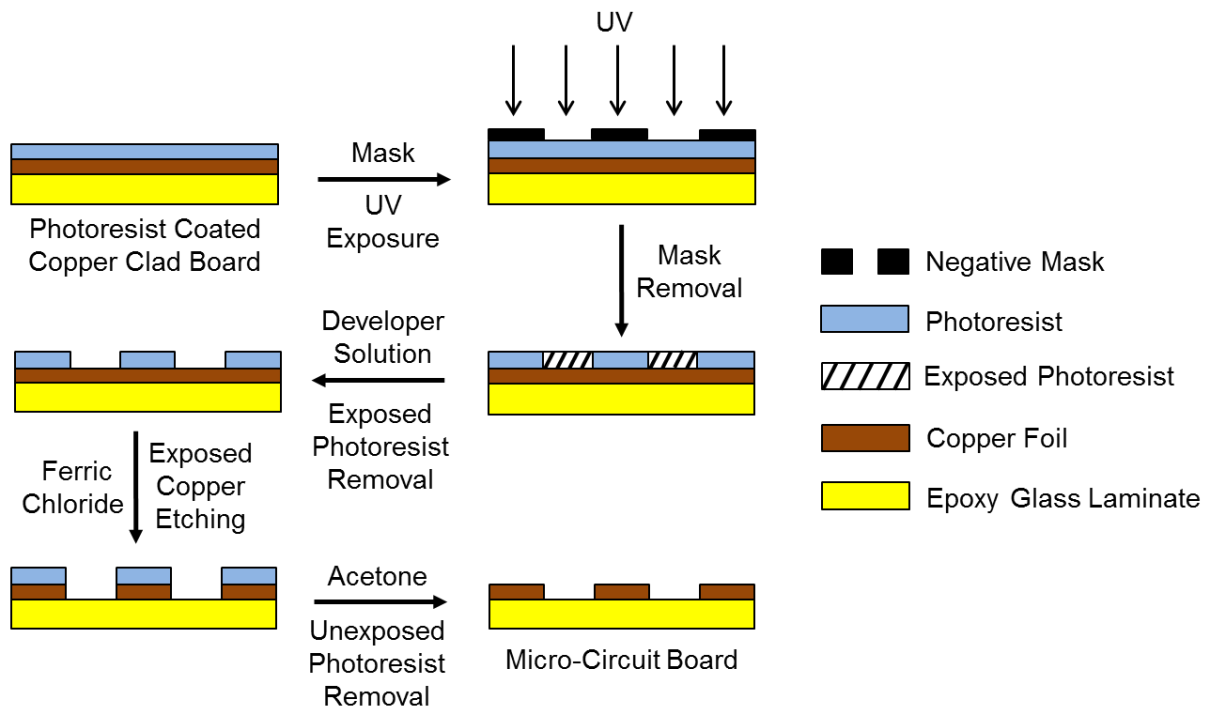 UV
Mask
UV
Exposure
Photoresist Coated
Copper Clad Board
Mask
Removal
Developer
Solution
Exposed
Photoresist
Removal
Ferric
Chloride
Exposed
Copper
Etching
Acetone
Unexposed
Photoresist
Removal
Micro-Circuit Board
Negative Mask
Photoresist
Exposed Photoresist
Copper Foil
Epoxy Glass Laminate